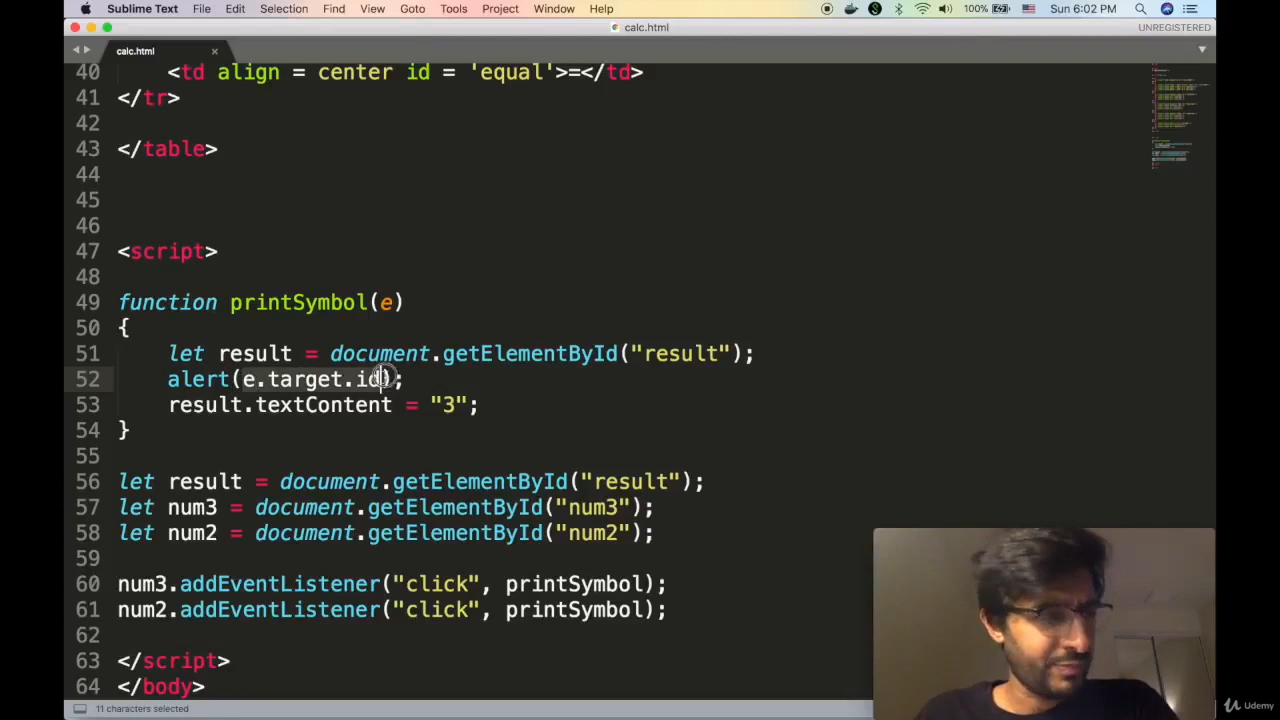 Sublime Text File Edit Selection Find View Goto Tools Project Window Help 100% Sun 6:02 PM
calc.html UNREGISTERED
calc.html
40 <td align = center id = 'equal'>=</td>
41 </tr>
42
43 </table>
44
45
46
47 <script>
48
49 function printSymbol(e)
50 {
51 let result = document.getElementById("result");
52 alert(e.target.id);
53 result.textContent = "3";
54 }
55
56 let result = document.getElementById("result");
57 let num3 = document.getElementById("num3");
58 let num2 = document.getElementById("num2");
59
60 num3.addEventListener("click", printSymbol);
61 num2.addEventListener("click", printSymbol);
62
63 </script>
64 </body>
11 characters selected
Udemy